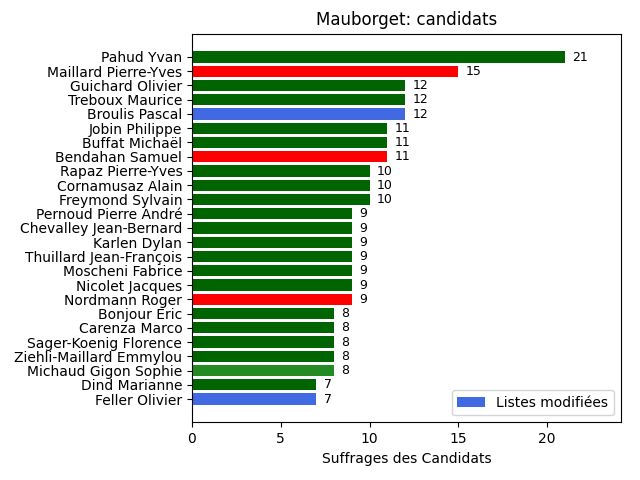 Mauborget: candidats
Pahud Yvan 21
Maillard Pierre-Yves 15
Guichard Olivier 12
Treboux Maurice 12
Broulis Pascal 12
Jobin Philippe 11
Buffat Michaël 11
Bendahan Samuel 11
Rapaz Pierre-Yves 10
Cornamusaz Alain 10
Freymond Sylvain 10
Pernoud Pierre André 9
Chevalley Jean-Bernard 9
Karlen Dylan 9
Thuillard Jean-François 9
Moscheni Fabrice 9
Nicolet Jacques 9
Nordmann Roger 9
Bonjour Eric 8
Carenza Marco 8
Sager-Koenig Florence 8
Ziehli-Maillard Emmylou 8
Michaud Gigon Sophie 8
Dind Marianne 7
Feller Olivier 7
Listes modifiées
0 5 10 15 20
Suffrages des Candidats